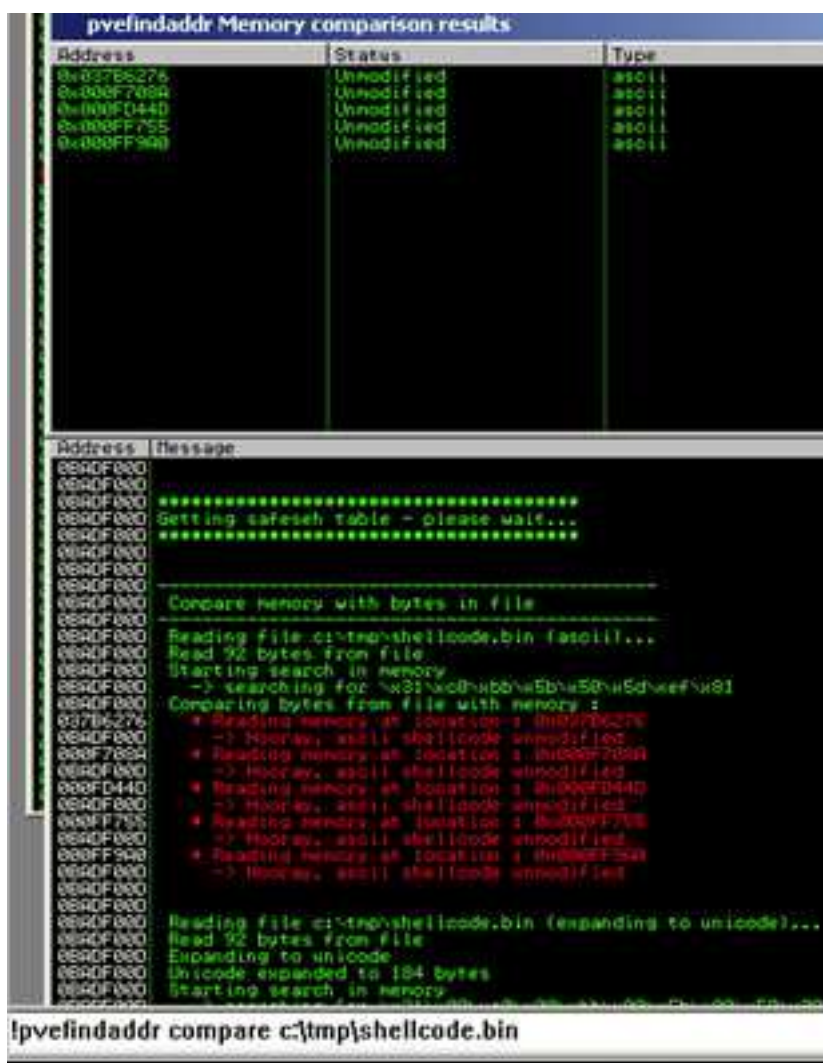 pvefindaddr Memory comparison results
Address Status Type
0x037B6276 Unmodified ascii
0x000F708A Unmodified ascii
0x000FD44D Unmodified ascii
0x000FF755 Unmodified ascii
0x000FF9A0 Unmodified ascii
Address Message
0BADF00D
0BADF00D
0BADF00D ****************************************
0BADF00D Getting safeseh table - please wait...
0BADF00D ****************************************
0BADF00D
0BADF00D
0BADF00D ---------------------------------------------
0BADF00D Compare memory with bytes in file
0BADF00D ---------------------------------------------
0BADF00D Reading file c:\tmp\shellcode.bin (ascii)...
0BADF00D Read 92 bytes from file
0BADF00D Starting search in memory
0BADF00D -> searching for \x31\xc0\xbb\x5b\x50\x5d\xef\x81
0BADF00D Comparing bytes from file with memory :
037B6276 * Reading memory at location : 0x037B6276
0BADF00D -> Hooray, ascii shellcode unmodified
000F708A * Reading memory at location : 0x000F708A
0BADF00D -> Hooray, ascii shellcode unmodified
000FD44D * Reading memory at location : 0x000FD44D
0BADF00D -> Hooray, ascii shellcode unmodified
000FF755 * Reading memory at location : 0x000FF755
0BADF00D -> Hooray, ascii shellcode unmodified
000FF9A0 * Reading memory at location : 0x000FF9A0
0BADF00D -> Hooray, ascii shellcode unmodified
0BADF00D
0BADF00D
0BADF00D Reading file c:\tmp\shellcode.bin (expanding to unicode)...
0BADF00D Read 92 bytes from file
0BADF00D Expanding to unicode
0BADF00D Unicode expanded to 184 bytes
0BADF00D Starting search in memory
!pvefindaddr compare c:\tmp\shellcode.bin